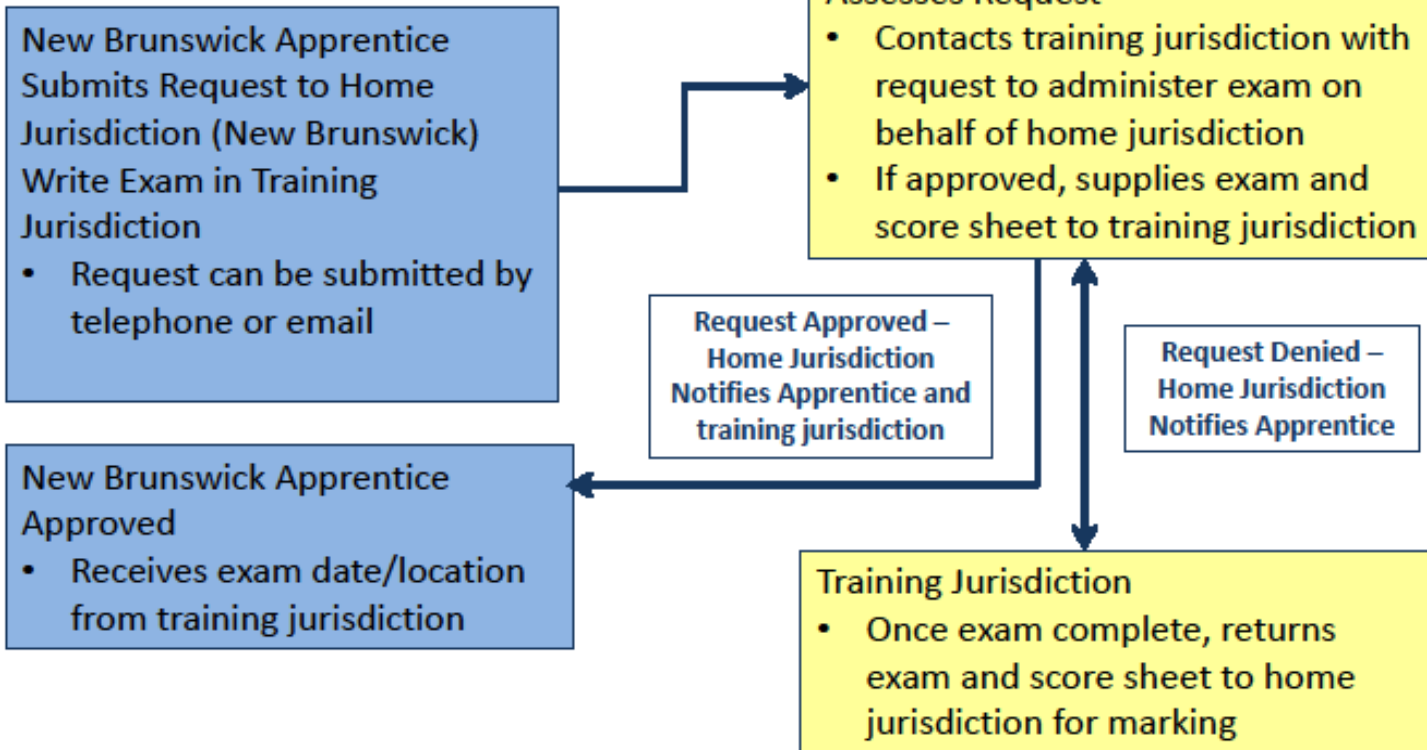 New Brunswick Apprentice
Submits Request to Home
Jurisdiction (New Brunswick)
Write Exam in Training
Jurisdiction
• Request can be submitted by
telephone or email
Assesses Request
• Contacts training jurisdiction with
request to administer exam on
behalf of home jurisdiction
• If approved, supplies exam and
score sheet to training jurisdiction
Request Approved –
Home Jurisdiction
Notifies Apprentice and
training jurisdiction
Request Denied –
Home Jurisdiction
Notifies Apprentice
New Brunswick Apprentice
Approved
• Receives exam date/location
from training jurisdiction
Training Jurisdiction
• Once exam complete, returns
exam and score sheet to home
jurisdiction for marking